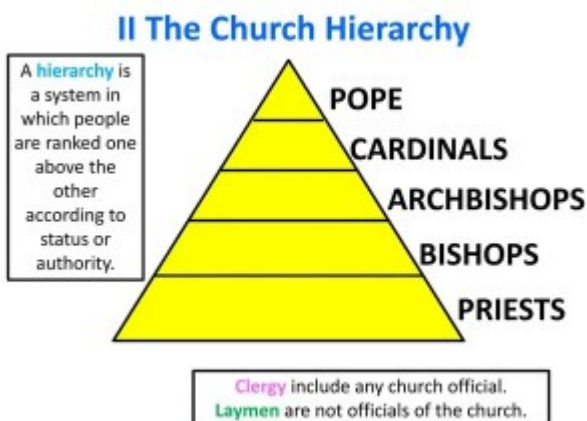 II The Church Hierarchy
A hierarchy is
a system in
which people
are ranked one
above the
other
according to
status or
authority.
POPE
CARDINALS
ARCHBISHOPS
BISHOPS
PRIESTS
Clergy include any church official.
Laymen are not officials of the church.